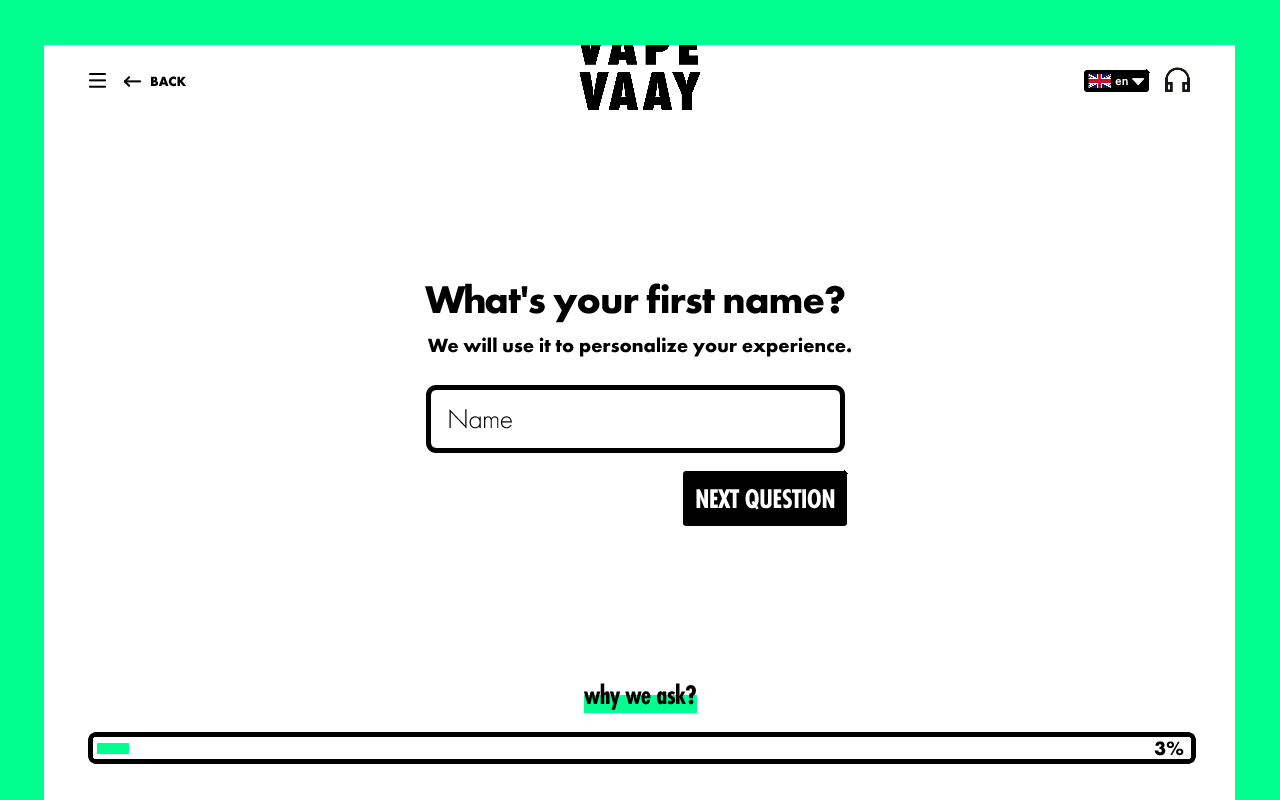 VAPE
VAAY
BACK
en
What's your first name?
We will use it to personalize your experience.
Name
NEXT QUESTION
why we ask?
3%